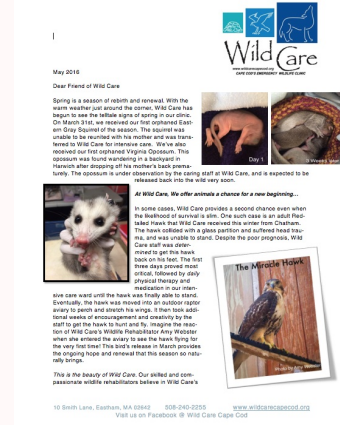 Wild Care
www.wildcarecapecod.org
CAPE COD'S EMERGENCY WILDLIFE CLINIC
May 2016
Dear Friend of Wild Care
Spring is a season of rebirth and renewal. With the
warm weather just around the corner, Wild Care has
begun to see the telltale signs of spring in our clinic.
On March 31st, we received our first orphaned East-
ern Gray Squirrel of the season. The squirrel was
unable to be reunited with his mother and was trans-
ferred to Wild Care for intensive care. We've also
received our first orphaned Virginia Opossum. This
opossum was found wandering in a backyard in
Harwich after dropping off his mother's back prema-
turely. The opossum is under observation by the caring staff at Wild Care, and is expected to be
released back into the wild very soon.
Day 1
3 Weeks
At Wild Care, We offer animals a chance for a new beginning...
In some cases, Wild Care provides a second chance even when
the likelihood of survival is slim. One such case is an adult Red-
tailed Hawk that Wild Care received this winter from Chatham.
The hawk collided with a glass partition and suffered head trau-
ma, and was unable to stand. Despite the poor prognosis, Wild
Care staff was deter-
mined to get this hawk
back on his feet. The first
three days proved most
critical, followed by daily
physical therapy and
medication in our inten-
sive care ward until the hawk was finally able to stand.
Eventually, the hawk was moved into an outdoor raptor
aviary to perch and stretch his wings. It then took addi-
tional weeks of encouragement and creativity by the
staff to get the hawk to hunt and fly. Imagine the reac-
tion of Wild Care's Wildlife Rehabilitator Amy Webster
when she entered the aviary to see the hawk flying for
the very first time! This bird's release in March provides
the ongoing hope and renewal that this season so natu-
rally brings.
The Miracle Hawk
Photo by Amy Webster
This is the beauty of Wild Care. Our skilled and com-
passionate wildlife rehabilitators believe in Wild Care's
10 Smith Lane, Eastham, MA 02642 508-240-2255 www.wildcarecapecod.org
Visit us on Facebook @ Wild Care Cape Cod